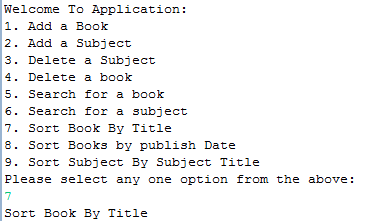 Welcome To Application:
1. Add a Book
2. Add a Subject
3. Delete a Subject
4. Delete a book
5. Search for a book
6. Search for a subject
7. Sort Book By Title
8. Sort Books by publish Date
9. Sort Subject By Subject Title
Please select any one option from the above:
7
Sort Book By Title